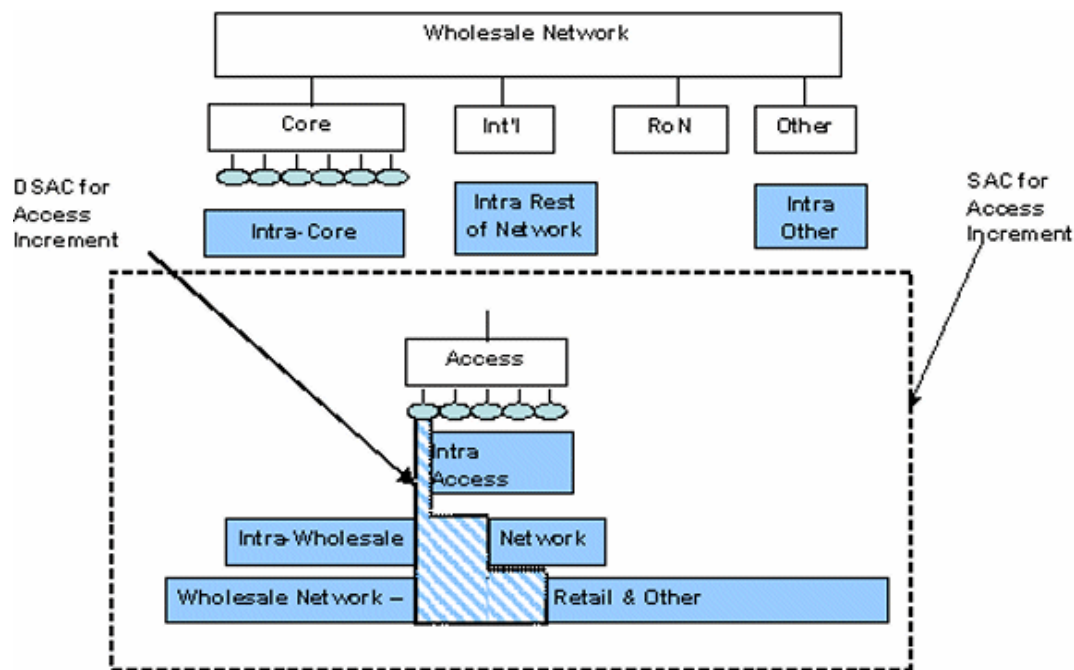 Wholesale Network
Core
Int'l
RoN
Other
DSAC for
Access
Increment
Intra-Core
Intra Rest
of Network
Intra
Other
SAC for
Access
Increment
Access
Intra
Access
Intra-Wholesale Network
Wholesale Network – Retail & Other